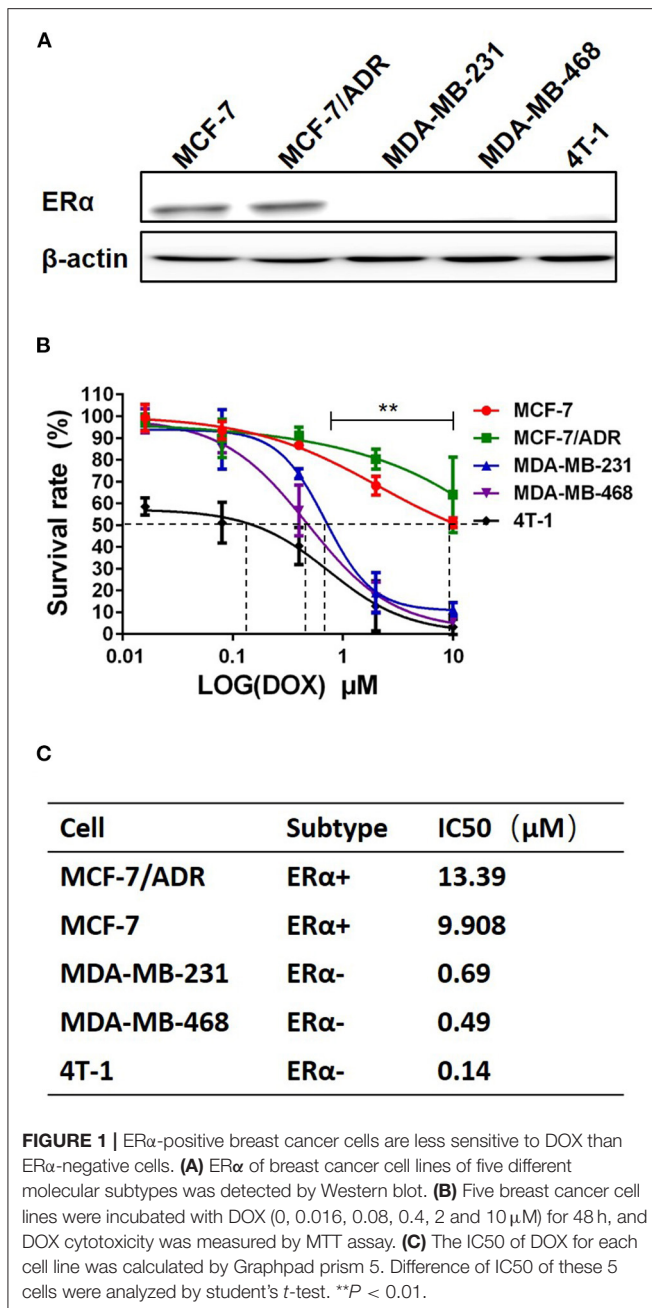 A
MCF-7
MCF-7/ADR
MDA-MB-231
MDA-MB-468
4T-1
ERα
β-actin
B
110
100
90
80
70
60
50
40
30
20
10
0
Survival rate (%)
0.01
0.1
1
10
LOG(DOX) μM
**
MCF-7
MCF-7/ADR
MDA-MB-231
MDA-MB-468
4T-1
C
Cell Subtype IC50 (μM)
MCF-7/ADR ERα+ 13.39
MCF-7 ERα+ 9.908
MDA-MB-231 ERα- 0.69
MDA-MB-468 ERα- 0.49
4T-1 ERα- 0.14
FIGURE 1 | ERα-positive breast cancer cells are less sensitive to DOX than
ERα-negative cells. (A) ERα of breast cancer cell lines of five different
molecular subtypes was detected by Western blot. (B) Five breast cancer cell
lines were incubated with DOX (0, 0.016, 0.08, 0.4, 2 and 10 μM) for 48 h, and
DOX cytotoxicity was measured by MTT assay. (C) The IC50 of DOX for each
cell line was calculated by Graphpad prism 5. Difference of IC50 of these 5
cells were analyzed by student's t-test. **P < 0.01.